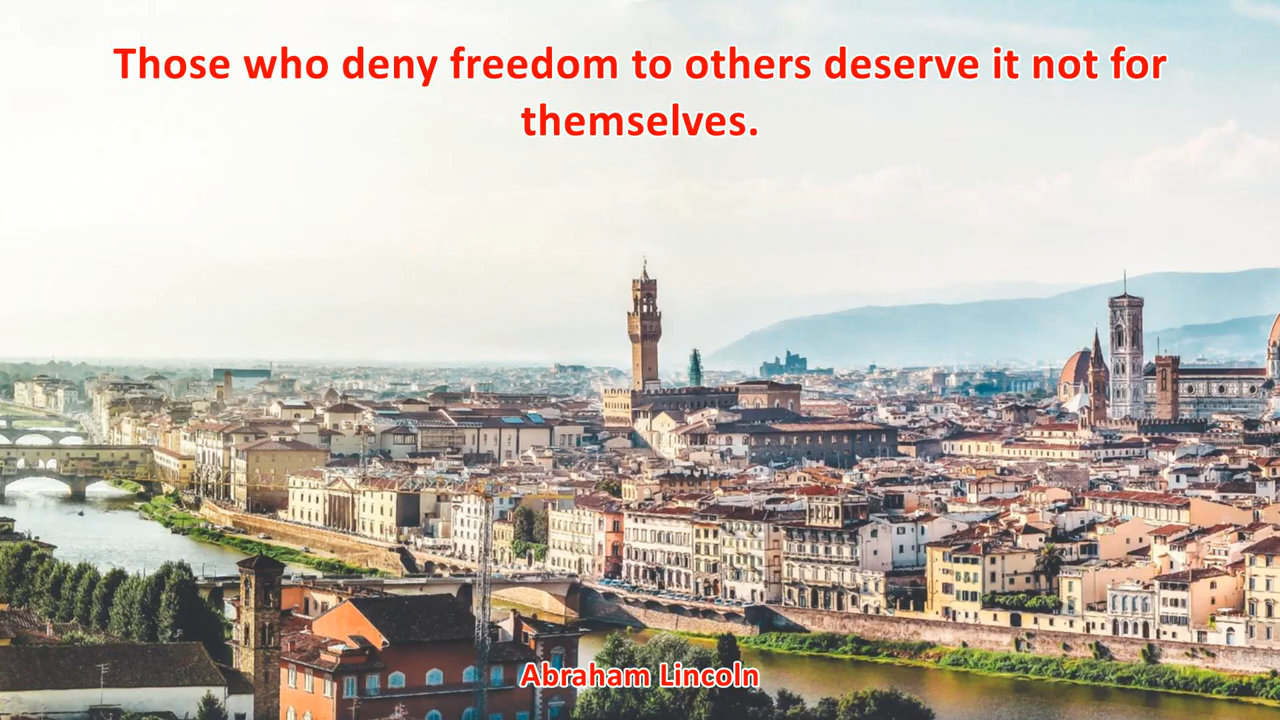 Those who deny freedom to others deserve it not for
themselves.
Abraham Lincoln